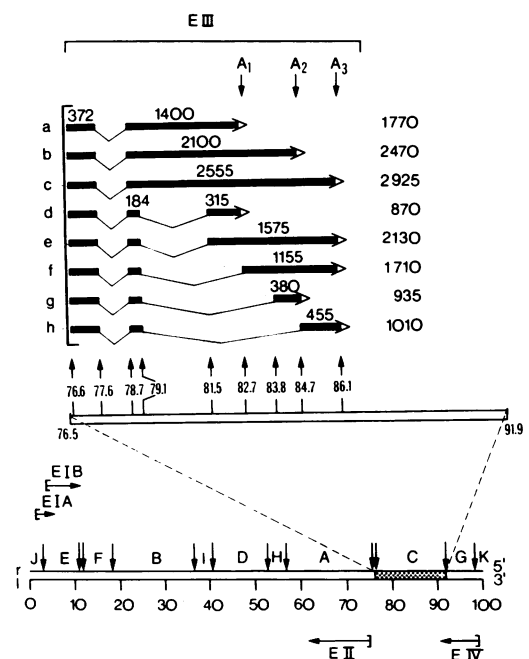 E III
A1 A2 A3
372 1400
a 1770
2100
b 2470
2555
c 2925
184 315
d 870
1575
e 2130
1155
f 1710
380
g 935
455
h 1010
76.6 77.6 78.7 79.1 81.5 82.7 83.8 84.7 86.1
76.5 91.9
E I B
E I A
J E F B I D H A C G K
r 5'
l 3'
0 10 20 30 40 50 60 70 80 90 100
E II E IV